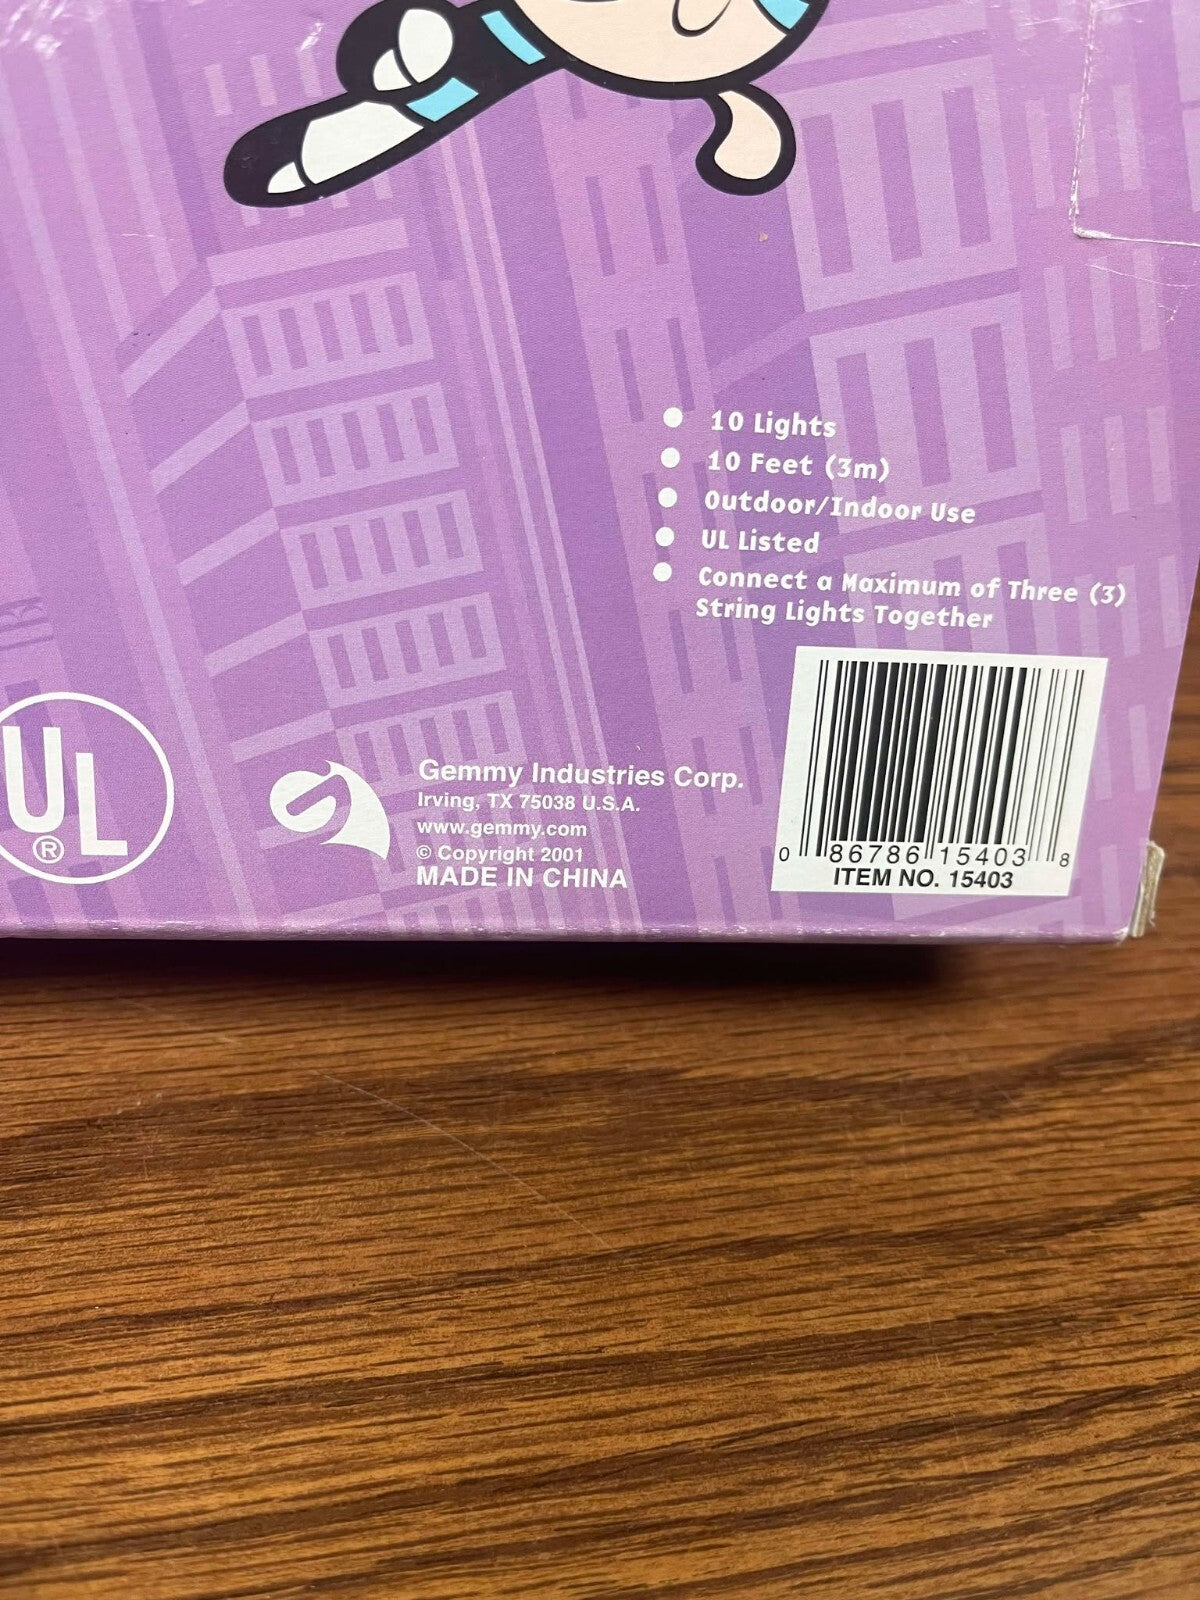 10 Lights
10 Feet (3m)
Outdoor/Indoor Use
UL Listed
Connect a Maximum of Three (3)
String Lights Together
UL
®
Gemmy Industries Corp.
Irving, TX 75038 U.S.A.
www.gemmy.com
© Copyright 2001
MADE IN CHINA
0 86786 15403 8
ITEM NO. 15403